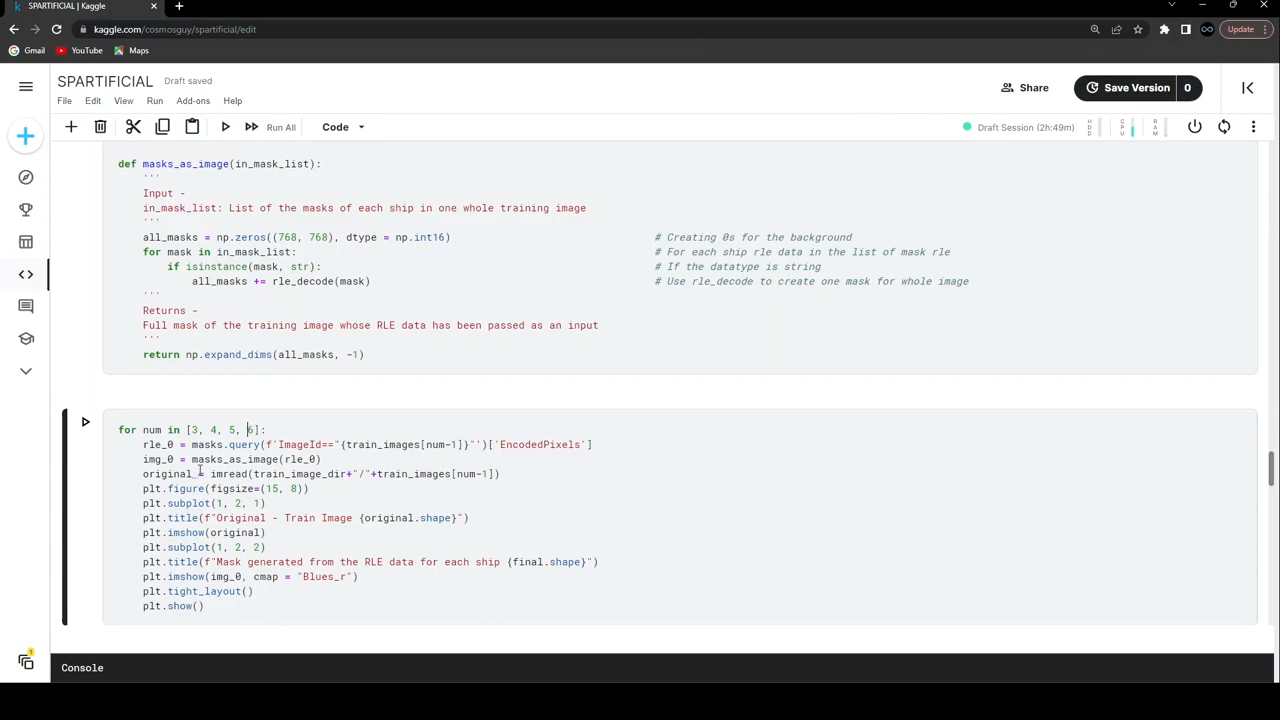 SPARTIFICIAL | Kaggle
kaggle.com/cosmosguy/spartificial/edit
Update
Gmail YouTube Maps
SPARTIFICIAL Draft saved
File Edit View Run Add-ons Help
Share
Save Version 0
Run All
Code
Draft Session (2h:49m)
HDD
CPU
RAM
def masks_as_image(in_mask_list):
'''
Input -
in_mask_list: List of the masks of each ship in one whole training image
'''
all_masks = np.zeros((768, 768), dtype = np.int16) # Creating 0s for the background
for mask in in_mask_list: # For each ship rle data in the list of mask rle
if isinstance(mask, str): # If the datatype is string
all_masks += rle_decode(mask) # Use rle_decode to create one mask for whole image
'''
Returns -
Full mask of the training image whose RLE data has been passed as an input
'''
return np.expand_dims(all_masks, -1)
for num in [3, 4, 5, 6]:
rle_0 = masks.query(f'ImageId=="{train_images[num-1]}"')['EncodedPixels']
img_0 = masks_as_image(rle_0)
original = imread(train_image_dir+"/"+train_images[num-1])
plt.figure(figsize=(15, 8))
plt.subplot(1, 2, 1)
plt.title(f"Original - Train Image {original.shape}")
plt.imshow(original)
plt.subplot(1, 2, 2)
plt.title(f"Mask generated from the RLE data for each ship {final.shape}")
plt.imshow(img_0, cmap = "Blues_r")
plt.tight_layout()
plt.show()
1
Console